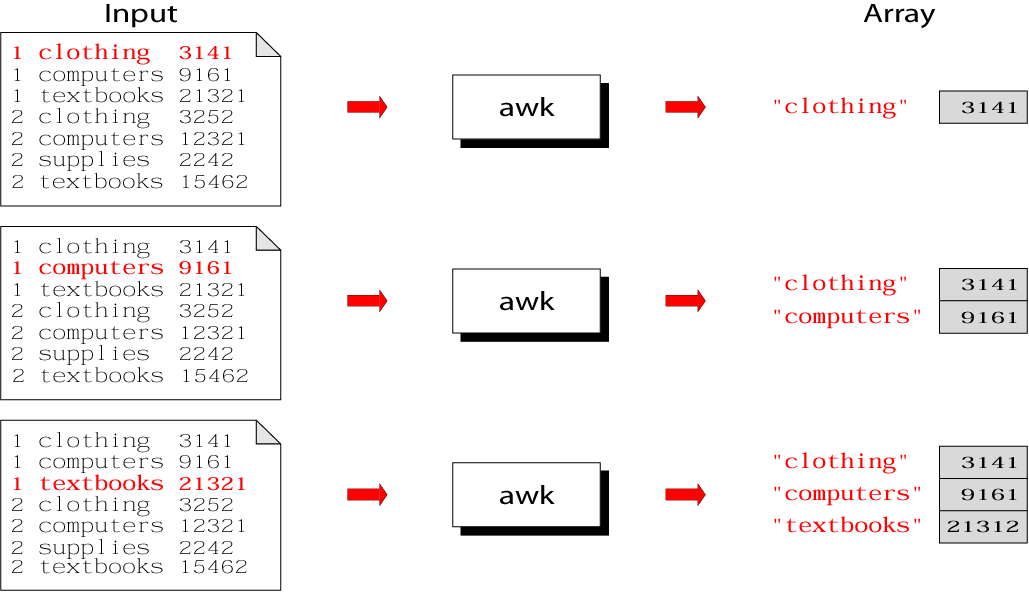 Input
Array
1 clothing 3141
1 computers 9161
1 textbooks 21321
2 clothing 3252
2 computers 12321
2 supplies 2242
2 textbooks 15462
awk
"clothing" 3141
1 clothing 3141
1 computers 9161
1 textbooks 21321
2 clothing 3252
2 computers 12321
2 supplies 2242
2 textbooks 15462
awk
"clothing" 3141
"computers" 9161
1 clothing 3141
1 computers 9161
1 textbooks 21321
2 clothing 3252
2 computers 12321
2 supplies 2242
2 textbooks 15462
awk
"clothing" 3141
"computers" 9161
"textbooks" 21312